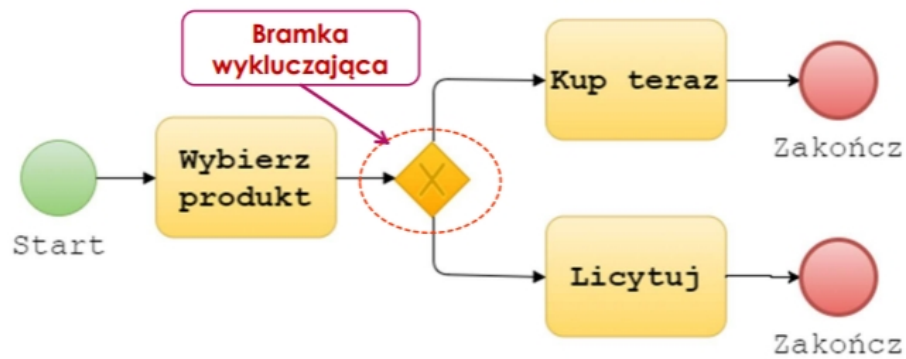 Bramka
wykluczająca
Kup teraz
Zakończ
Wybierz
produkt
X
Start
Licytuj
Zakończ